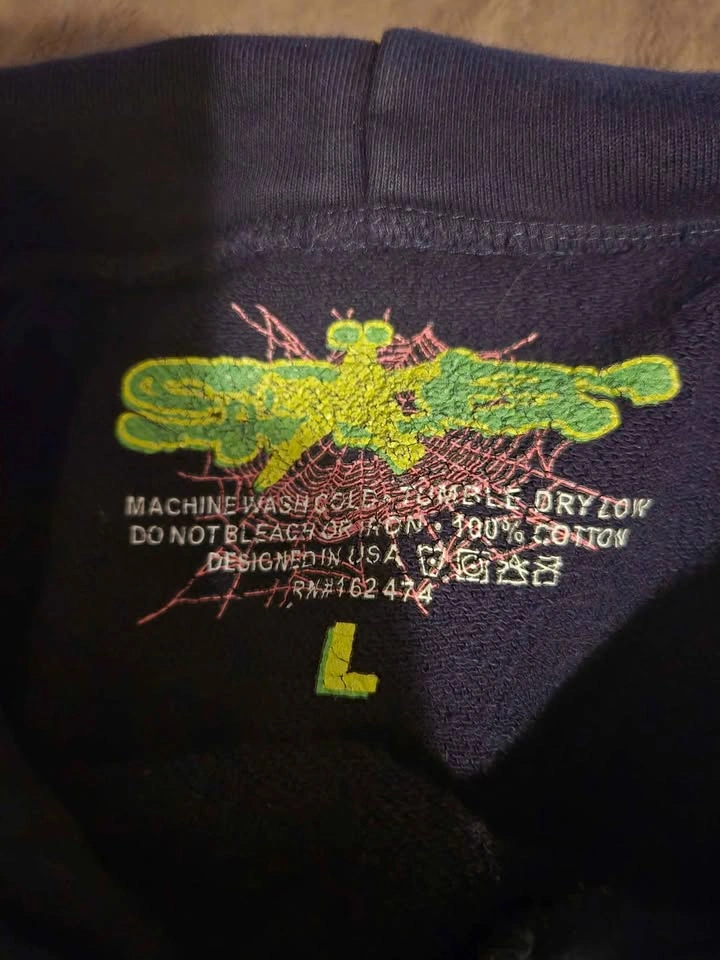 MACHINE WASH COLD • TUMBLE DRY LOW
DO NOT BLEACH OR IRON • 100% COTTON
DESIGNED IN USA
RN#162474
L